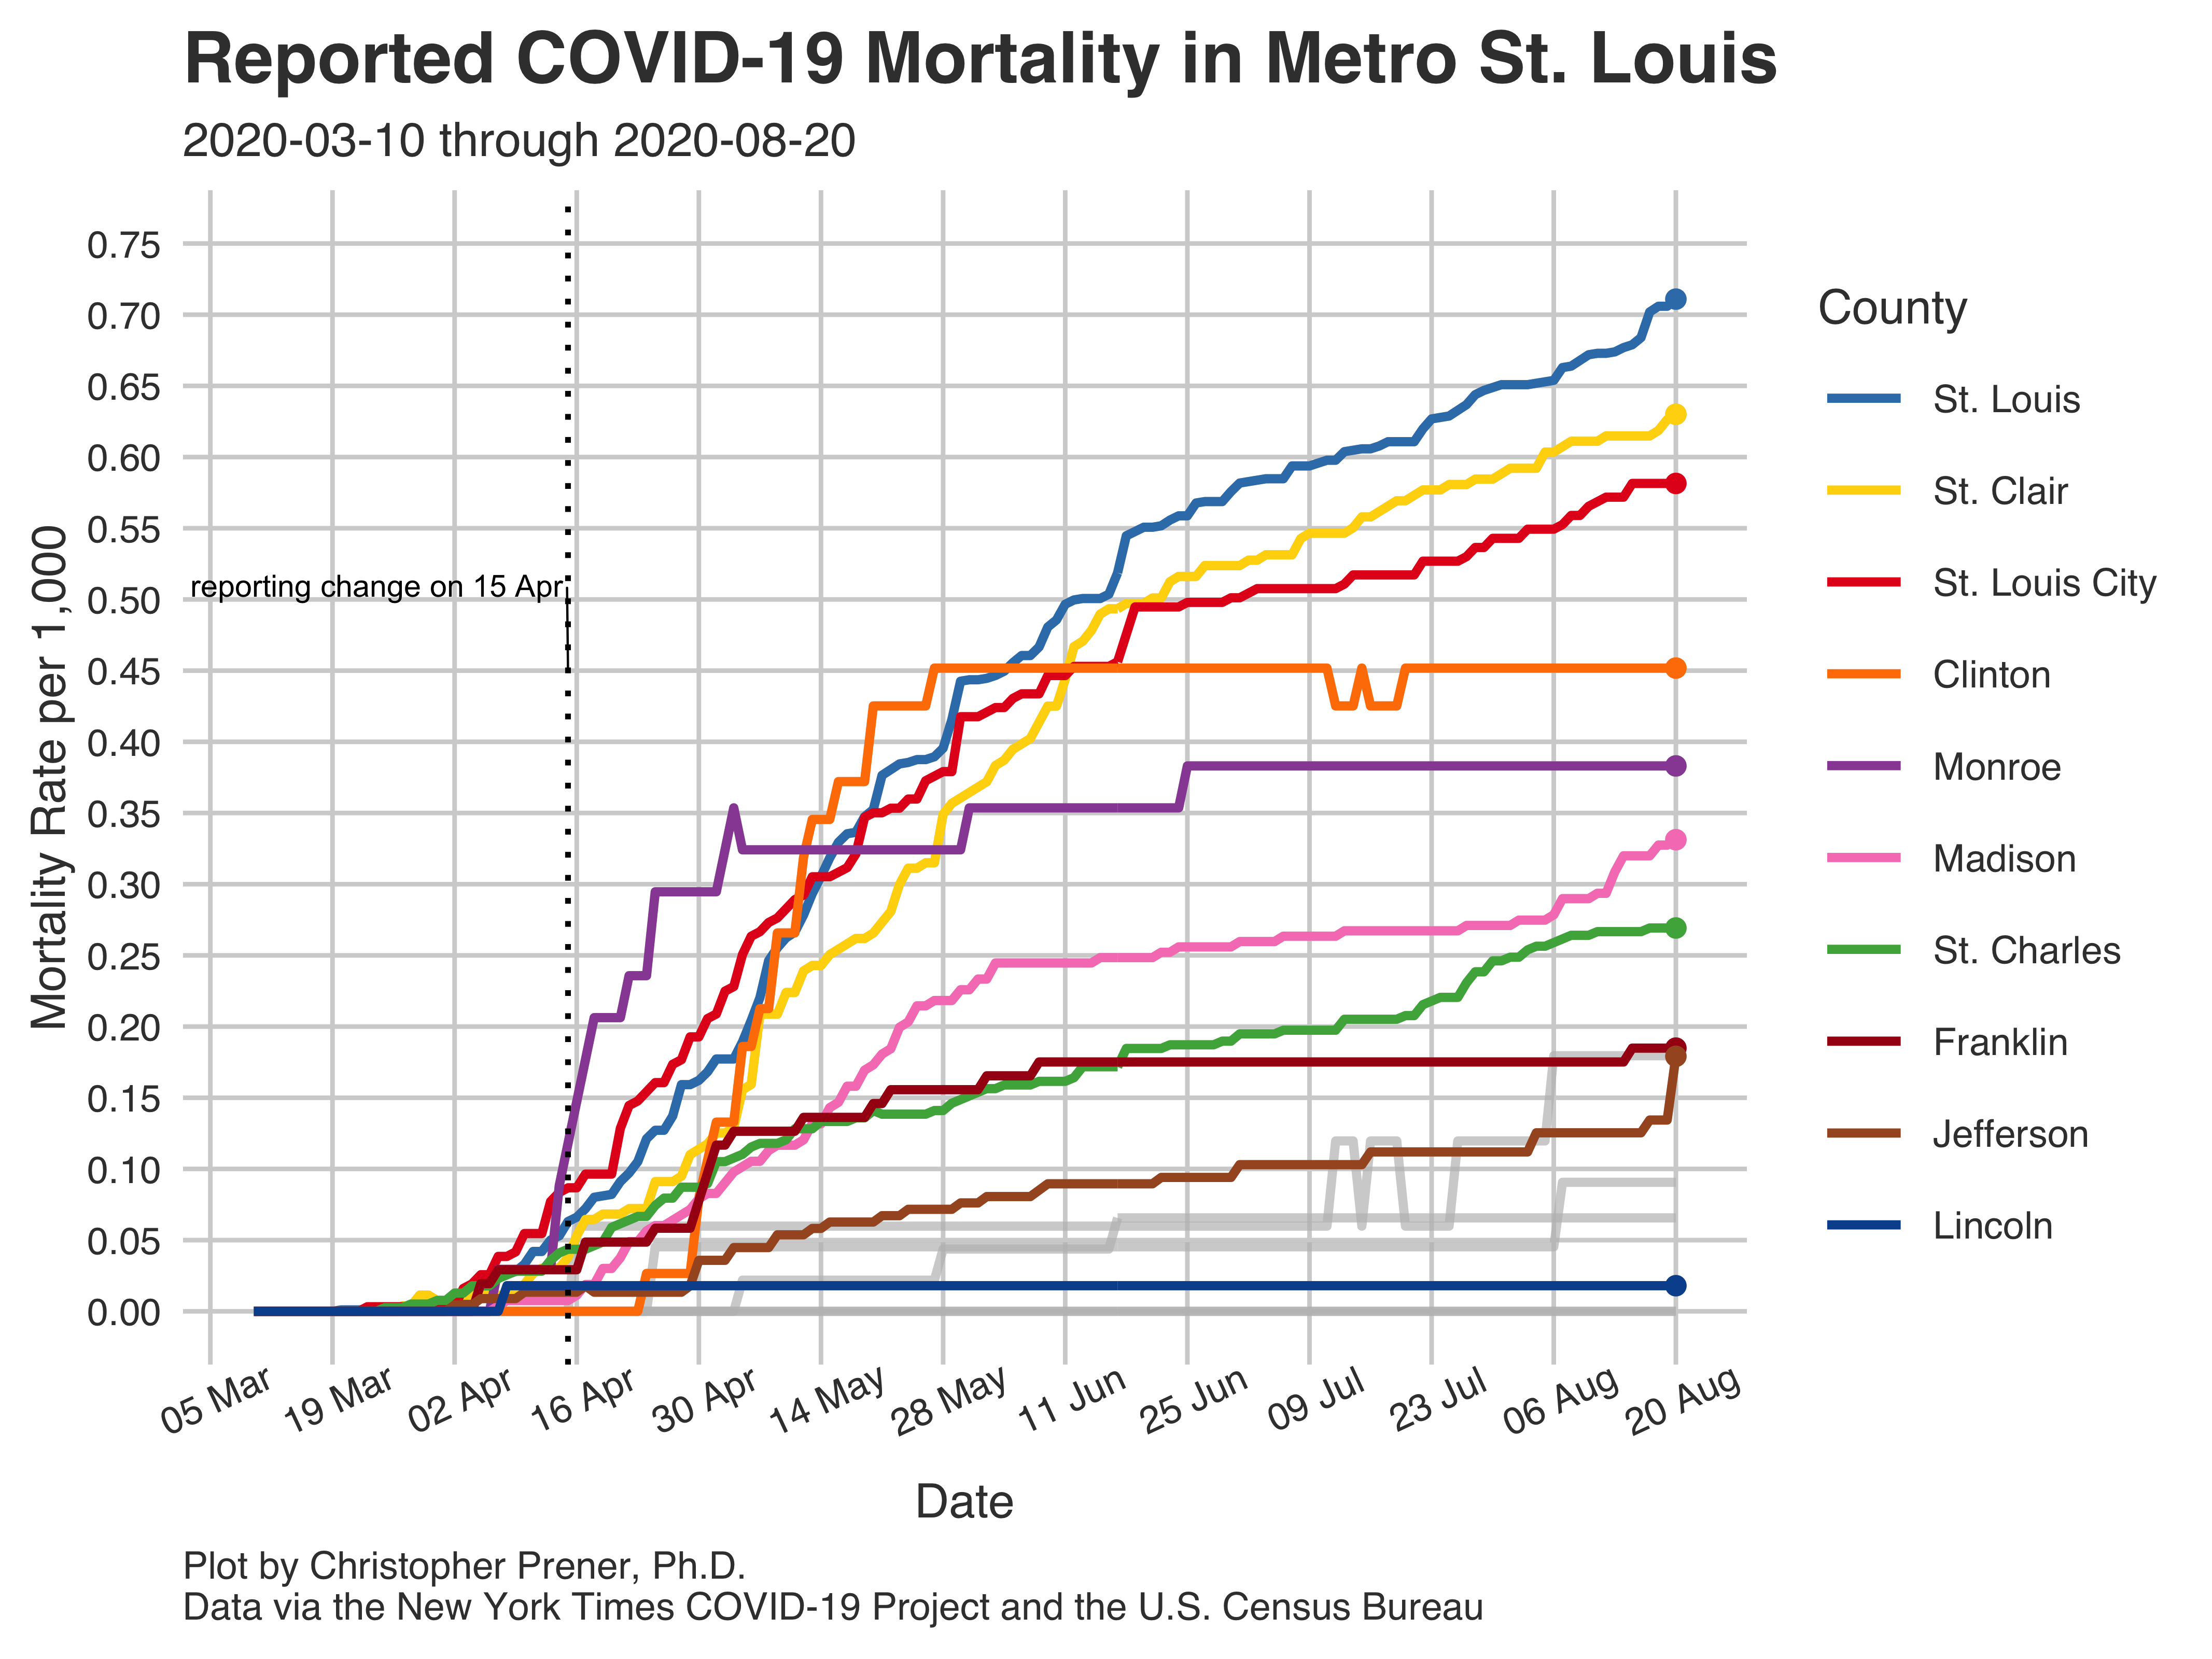 Reported COVID-19 Mortality in Metro St. Louis
2020-03-10 through 2020-08-20
Mortality Rate per 1,000
0.75
0.70
0.65
0.60
0.55
0.50
0.45
0.40
0.35
0.30
0.25
0.20
0.15
0.10
0.05
0.00
reporting change on 15 Apr
05 Mar
19 Mar
02 Apr
16 Apr
30 Apr
14 May
28 May
11 Jun
25 Jun
09 Jul
23 Jul
06 Aug
20 Aug
Date
County
St. Louis
St. Clair
St. Louis City
Clinton
Monroe
Madison
St. Charles
Franklin
Jefferson
Lincoln
Plot by Christopher Prener, Ph.D.
Data via the New York Times COVID-19 Project and the U.S. Census Bureau